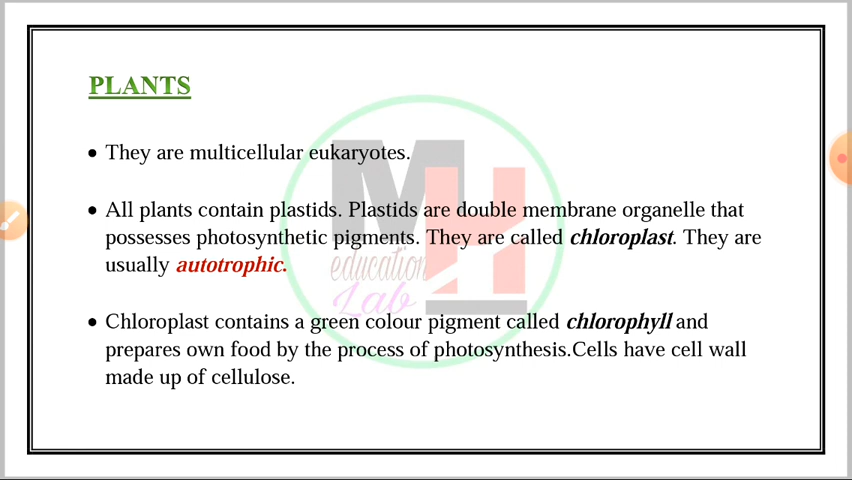 PLANTS
• They are multicellular eukaryotes.
• All plants contain plastids. Plastids are double membrane organelle that
possesses photosynthetic pigments. They are called chloroplast. They are
usually autotrophic.
• Chloroplast contains a green colour pigment called chlorophyll and
prepares own food by the process of photosynthesis.Cells have cell wall
made up of cellulose.
MH
education
Lab